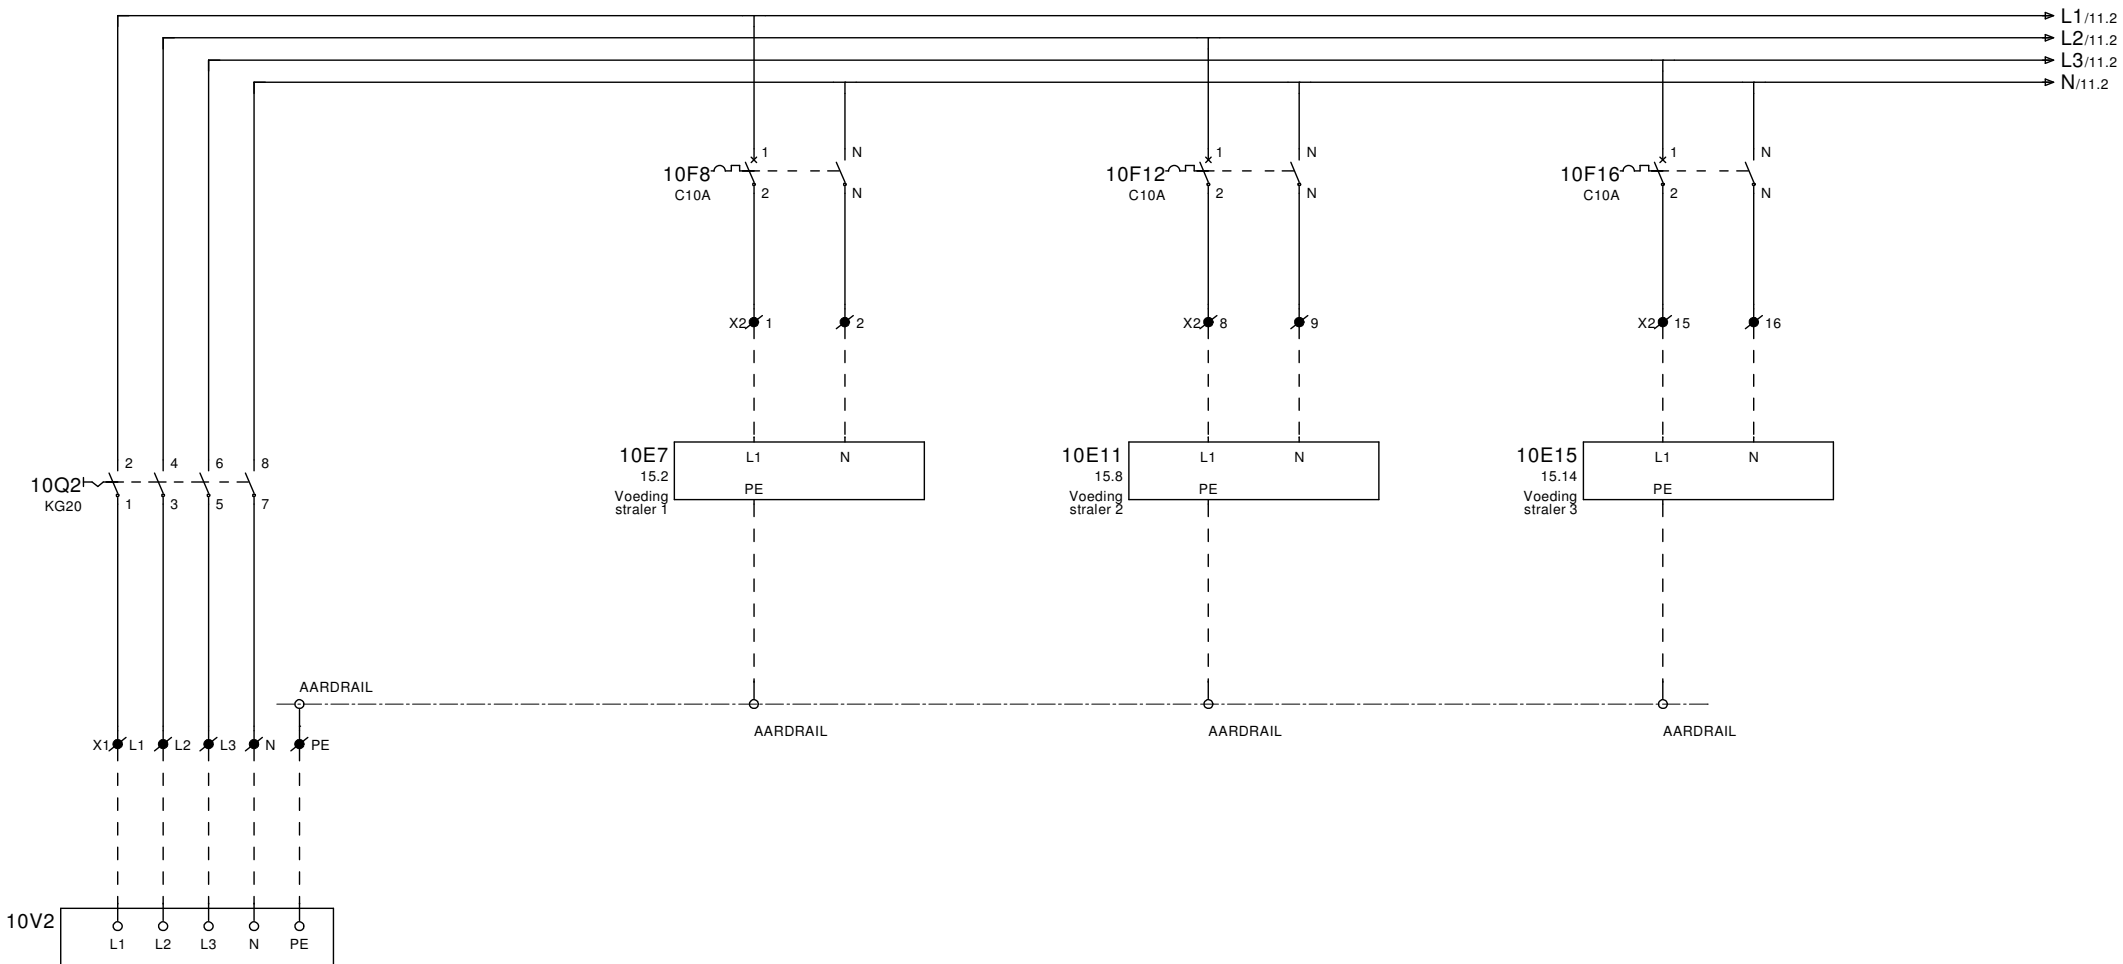 L1/11.2
L2/11.2
L3/11.2
N/11.2
1 N 1 N 1 N
10F8 10F12 10F16
C10A 2 N C10A 2 N C10A 2 N
X2 1 2 X2 8 9 X2 15 16
2 4 6 8
10Q2
KG20 1 3 5 7
10E7 L1 N 10E11 L1 N 10E15 L1 N
15.2 15.8 15.14
PE PE PE
Voeding Voeding Voeding
straler 1 straler 2 straler 3
AARDRAIL
AARDRAIL AARDRAIL AARDRAIL
X1 L1 L2 L3 N PE
10V2
L1 L2 L3 N PE